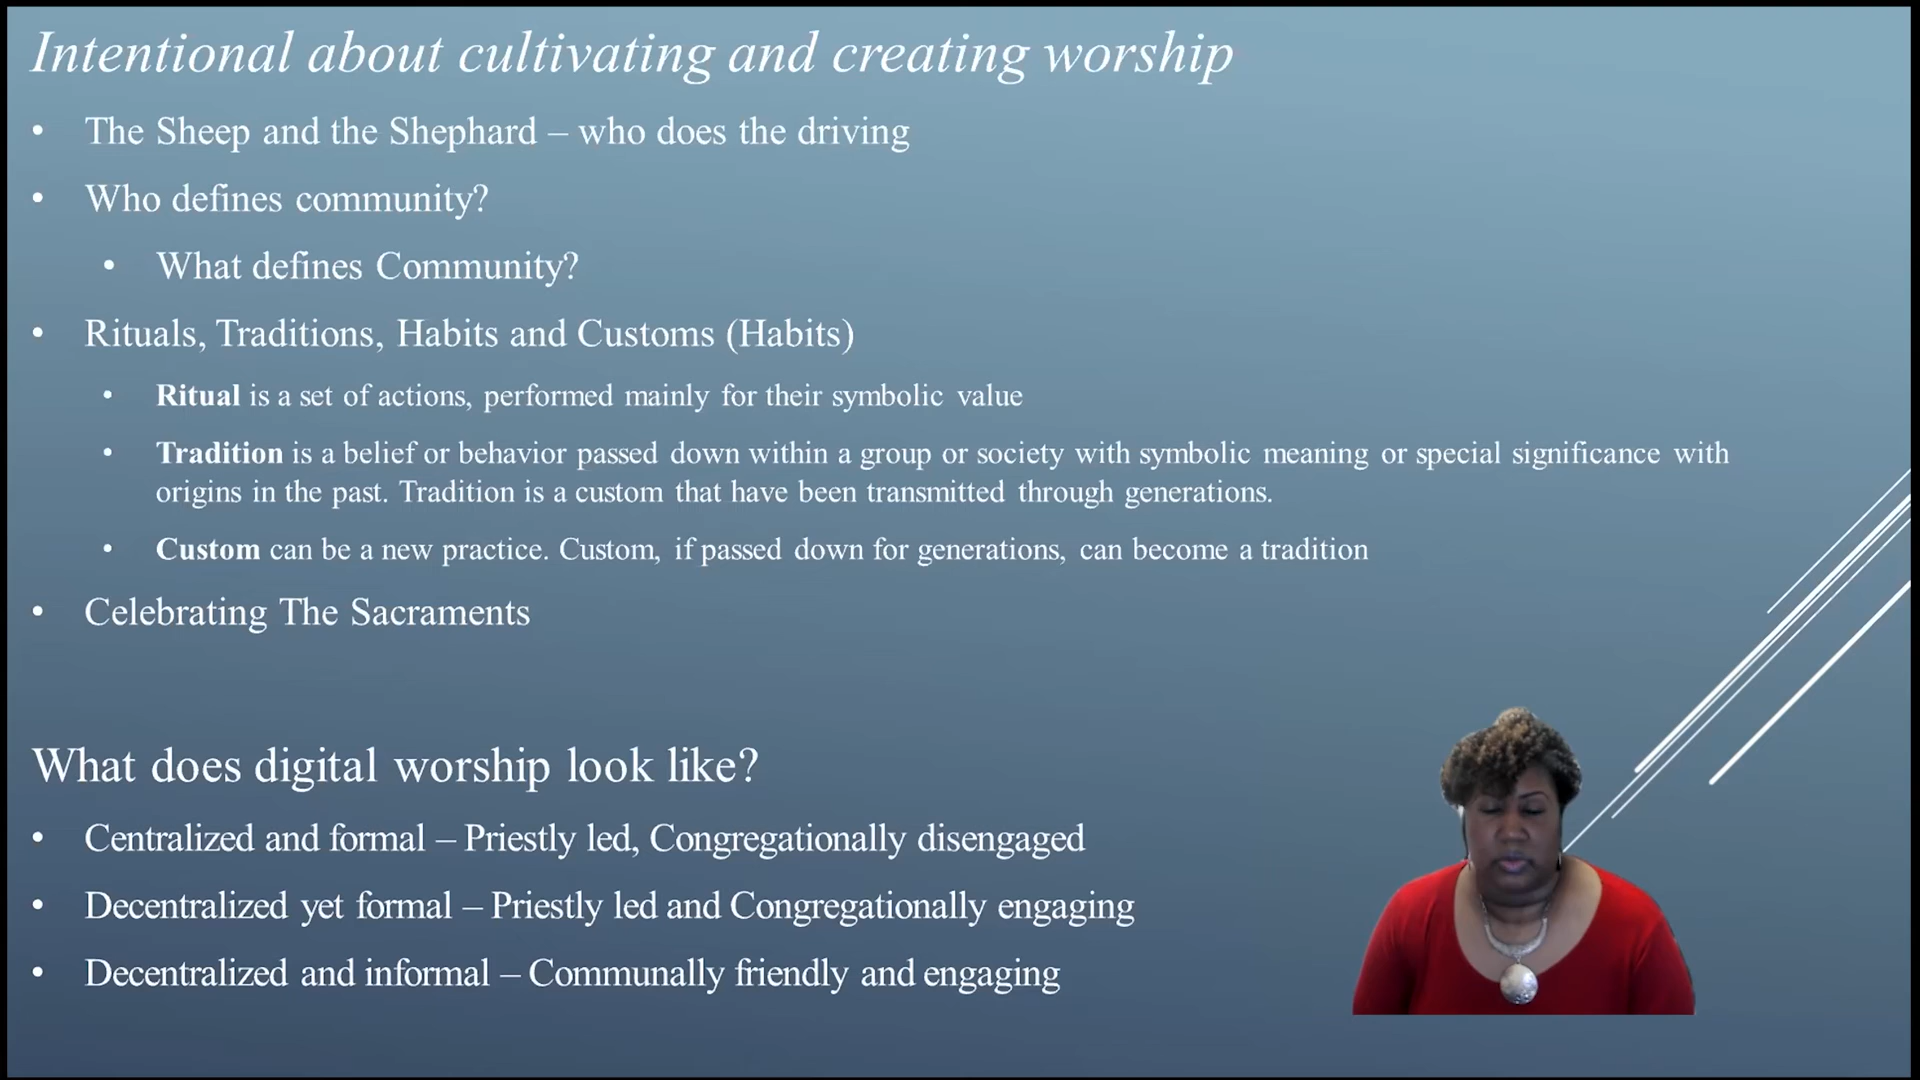 Intentional about cultivating and creating worship
• The Sheep and the Shephard – who does the driving
• Who defines community?
• What defines Community?
• Rituals, Traditions, Habits and Customs (Habits)
• Ritual is a set of actions, performed mainly for their symbolic value
• Tradition is a belief or behavior passed down within a group or society with symbolic meaning or special significance with
origins in the past. Tradition is a custom that have been transmitted through generations.
• Custom can be a new practice. Custom, if passed down for generations, can become a tradition
• Celebrating The Sacraments
What does digital worship look like?
• Centralized and formal – Priestly led, Congregationally disengaged
• Decentralized yet formal – Priestly led and Congregationally engaging
• Decentralized and informal – Communally friendly and engaging